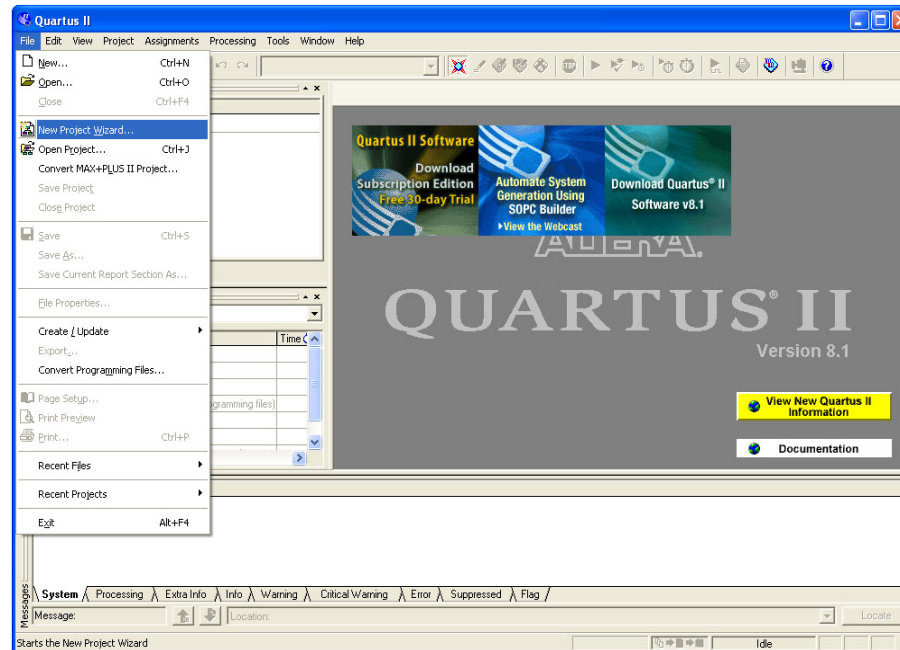 Quartus II
File Edit View Project Assignments Processing Tools Window Help
New... Ctrl+N
Open... Ctrl+O
Close Ctrl+F4
New Project Wizard...
Open Project... Ctrl+J
Convert MAX+PLUS II Project...
Save Project
Close Project
Save Ctrl+S
Save As...
Save Current Report Section As...
File Properties...
Create / Update
Export...
Convert Programming Files...
Page Setup...
Print Preview
Print... Ctrl+P
Recent Files
Recent Projects
Exit Alt+F4
Time
gramming files)
Quartus II Software
Download
Subscription Edition
Free 30-day Trial
Automate System
Generation Using
SOPC Builder
View the Webcast
Download Quartus® II
Software v8.1
ALTERA.
QUARTUS® II
Version 8.1
View New Quartus II
Information
Documentation
Messages
System Processing Extra Info Info Warning Critical Warning Error Suppressed Flag
Message: Location: Locate
Starts the New Project Wizard Idle